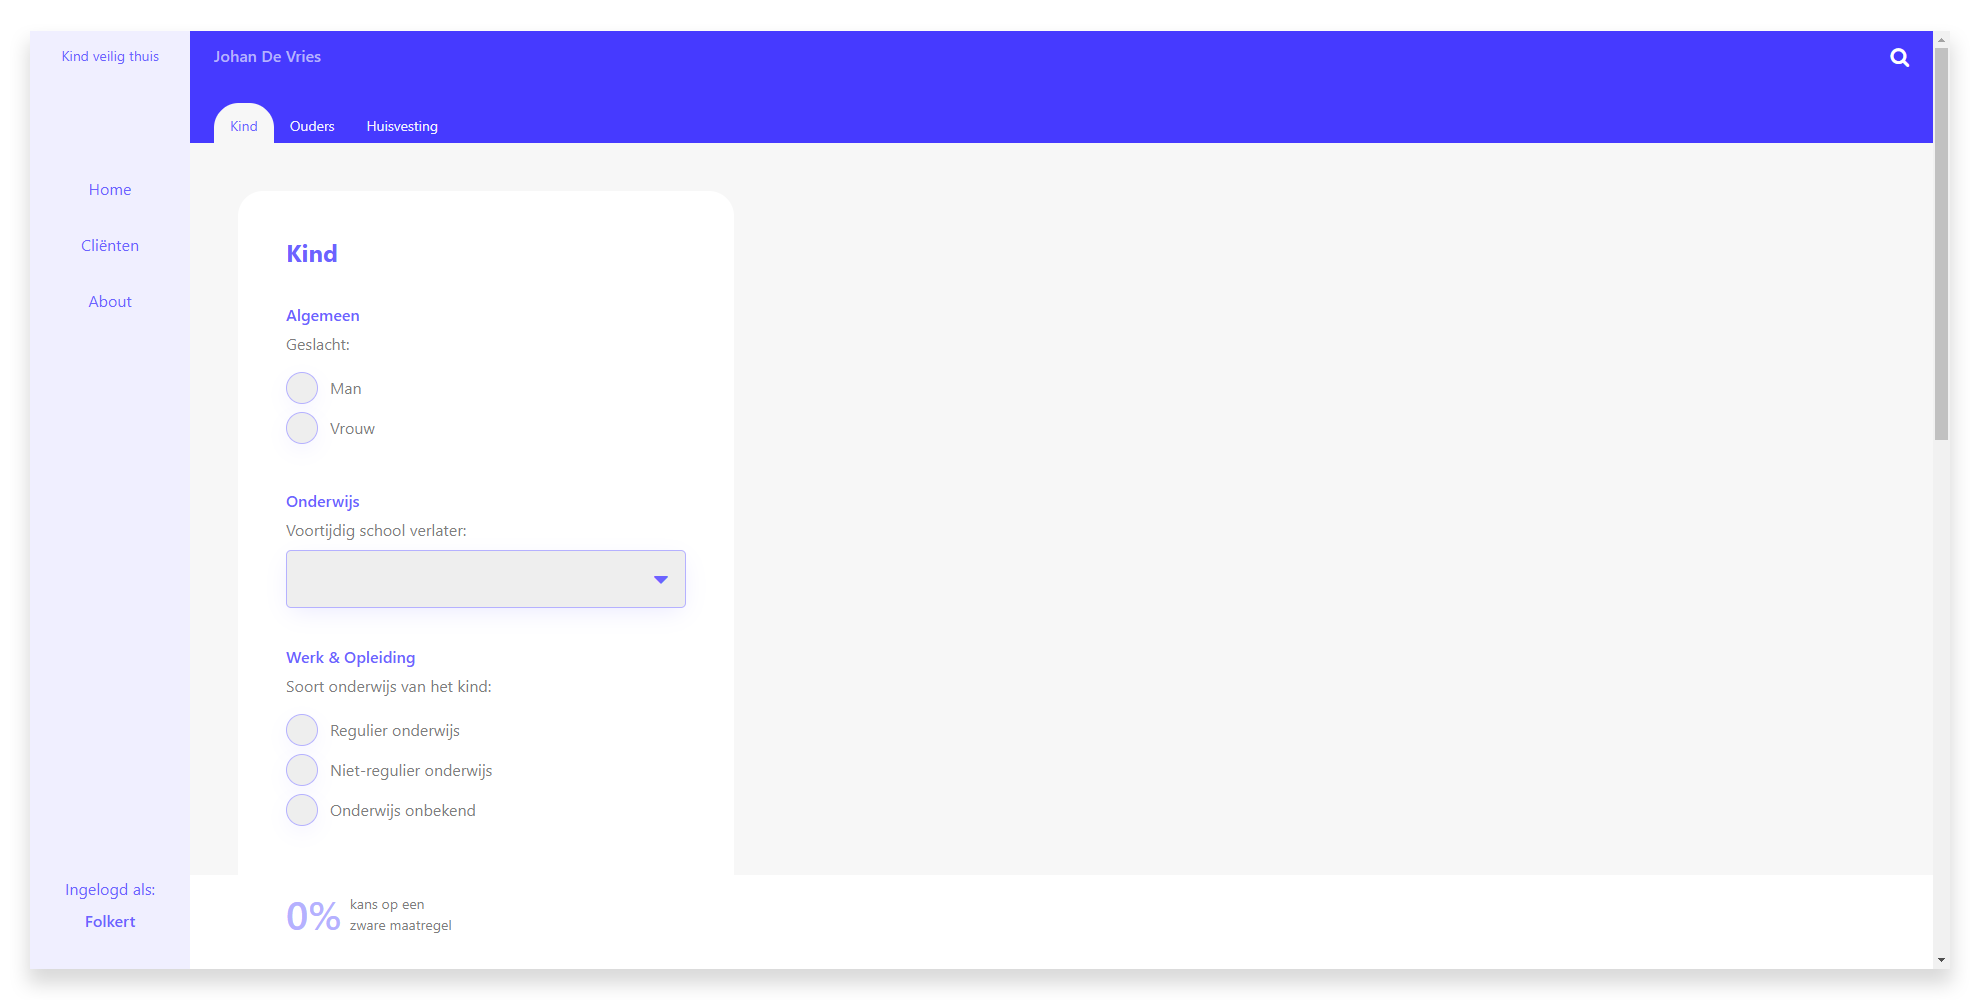 Kind veilig thuis
Johan De Vries
Kind
Ouders
Huisvesting
Home
Cliënten
About
Kind
Algemeen
Geslacht:
Man
Vrouw
Onderwijs
Voortijdig school verlater:
Werk & Opleiding
Soort onderwijs van het kind:
Regulier onderwijs
Niet-regulier onderwijs
Onderwijs onbekend
Ingelogd als:
Folkert
0%
kans op een
zware maatregel